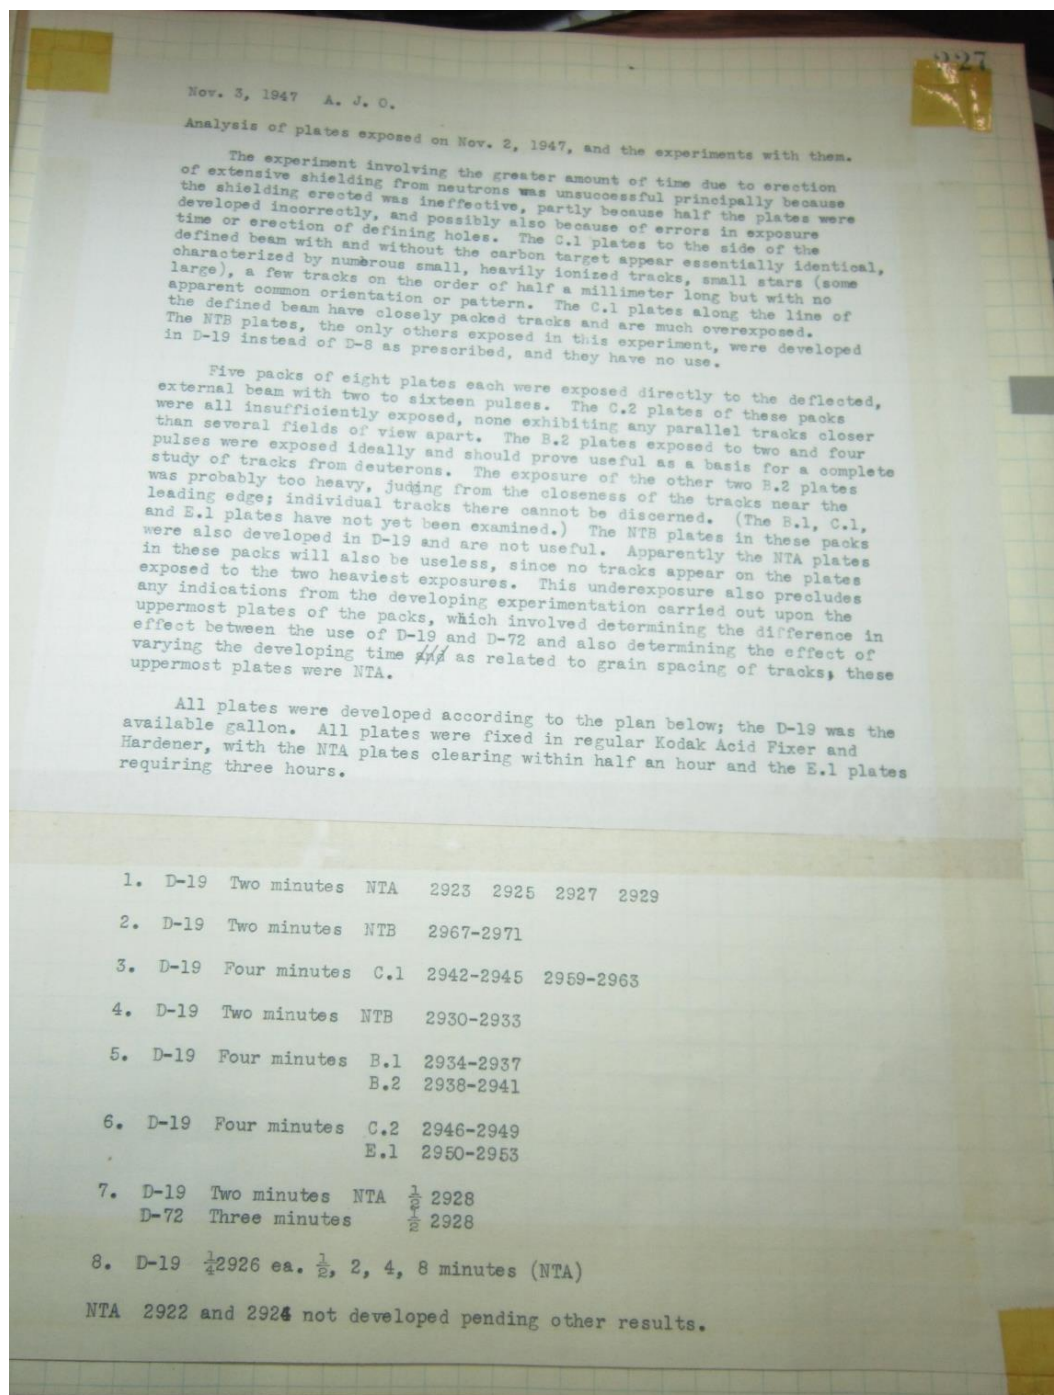 227
Nov. 3, 1947   A. J. O.
Analysis of plates exposed on Nov. 2, 1947, and the experiments with them.
The experiment involving the greater amount of time due to erection
of extensive shielding from neutrons was unsuccessful principally because
the shielding erected was ineffective, partly because half the plates were
developed incorrectly, and possibly also because of errors in exposure
time or erection of defining holes. The C.1 plates to the side of the
defined beam with and without the carbon target appear essentially identical,
characterized by numerous small, heavily ionized tracks, small stars (some
large), a few tracks on the order of half a millimeter long but with no
apparent common orientation or pattern. The C.1 plates along the line of
the defined beam have closely packed tracks and are much overexposed.
The NTB plates, the only others exposed in this experiment, were developed
in D-19 instead of D-8 as prescribed, and they have no use.
Five packs of eight plates each were exposed directly to the deflected,
external beam with two to sixteen pulses. The C.2 plates of these packs
were all insufficiently exposed, none exhibiting any parallel tracks closer
than several fields of view apart. The B.2 plates exposed to two and four
pulses were exposed ideally and should prove useful as a basis for a complete
study of tracks from deuterons. The exposure of the other two B.2 plates
was probably too heavy, juding from the closeness of the tracks near the
leading edge; individual tracks there cannot be discerned. (The B.1, C.1,
and E.1 plates have not yet been examined.) The NTB plates in these packs
were also developed in D-19 and are not useful. Apparently the NTA plates
in these packs will also be useless, since no tracks appear on the plates
exposed to the two heaviest exposures. This underexposure also precludes
any indications from the developing experimentation carried out upon the
uppermost plates of the packs, which involved determining the difference in
effect between the use of D-19 and D-72 and also determining the effect of
varying the developing time and as related to grain spacing of tracks; these
uppermost plates were NTA.
All plates were developed according to the plan below; the D-19 was the
available gallon. All plates were fixed in regular Kodak Acid Fixer and
Hardener, with the NTA plates clearing within half an hour and the E.1 plates
requiring three hours.
1. D-19 Two minutes NTA 2923 2925 2927 2929
2. D-19 Two minutes NTB 2967-2971
3. D-19 Four minutes C.1 2942-2945 2959-2963
4. D-19 Two minutes NTB 2930-2933
5. D-19 Four minutes B.1 2934-2937
B.2 2938-2941
6. D-19 Four minutes C.2 2946-2949
E.1 2950-2953
7. D-19 Two minutes NTA ½ 2928
D-72 Three minutes ½ 2928
8. D-19 ¼2926 ea. ½, 2, 4, 8 minutes (NTA)
NTA 2922 and 2924 not developed pending other results.